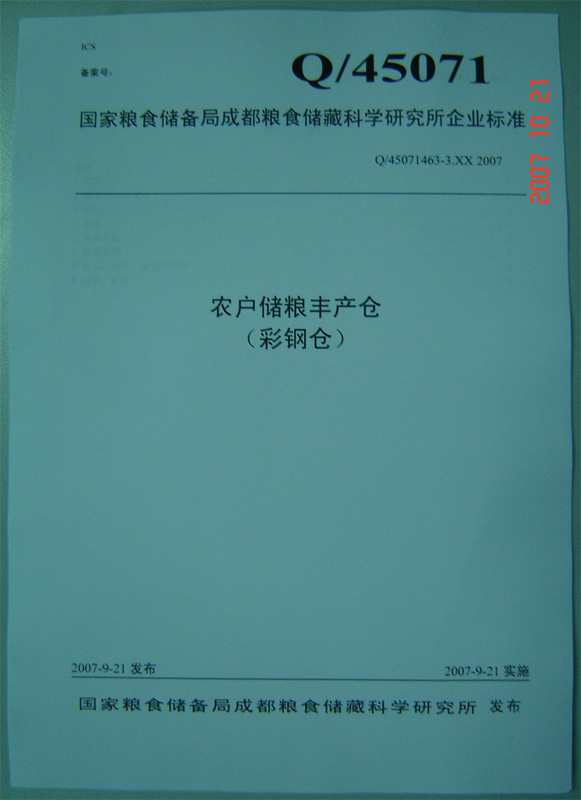 ICS
备案号:
Q/45071
国家粮食储备局成都粮食储藏科学研究所企业标准
Q/45071463-3.XX 2007
2007 10 21
农户储粮丰产仓
（彩钢仓）
2007-9-21 发布
2007-9-21 实施
国家粮食储备局成都粮食储藏科学研究所 发布